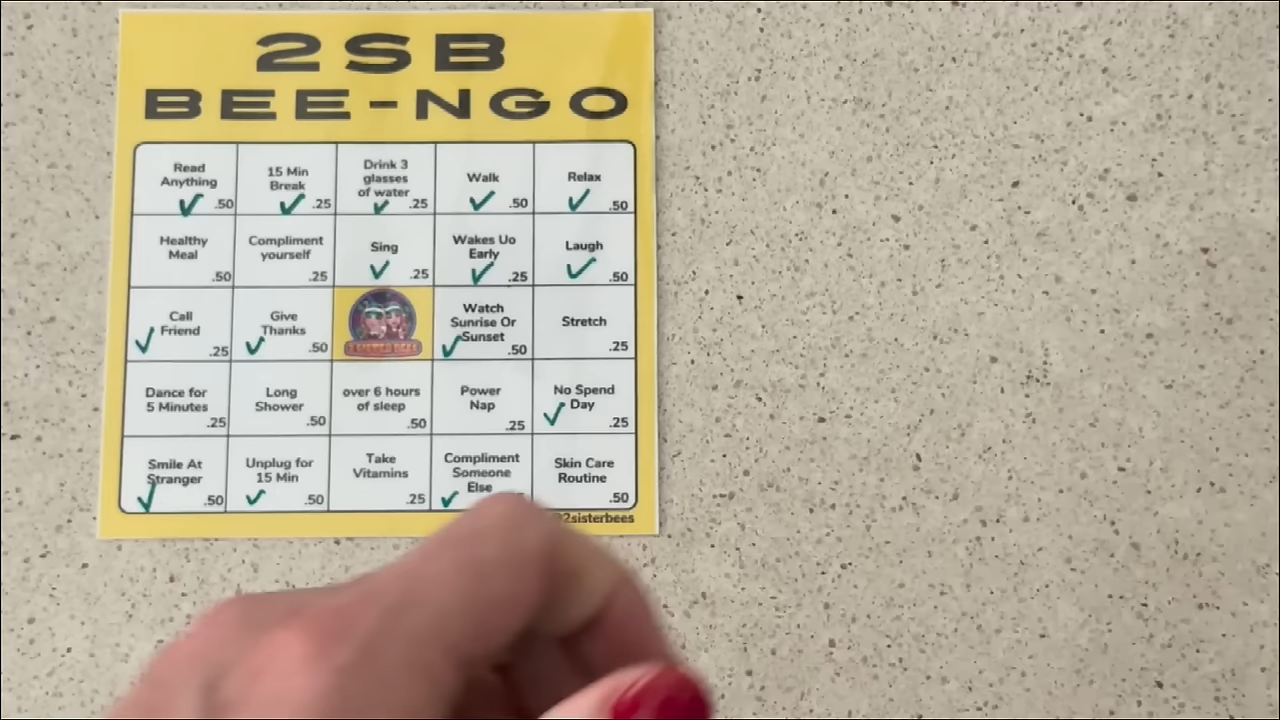 2SB
BEE-NGO
Read
Anything
.50
15 Min
Break
.25
Drink 3
glasses
of water
.25
Walk
.50
Relax
.50
Healthy
Meal
.50
Compliment
yourself
.25
Sing
.25
Wakes Uo
Early
.25
Laugh
.50
Call
Friend
.25
Give
Thanks
.50
2 SISTER BEES
Watch
Sunrise Or
Sunset
.50
Stretch
.25
Dance for
5 Minutes
.25
Long
Shower
.50
over 6 hours
of sleep
.50
Power
Nap
.25
No Spend
Day
.25
Smile At
Stranger
.50
Unplug for
15 Min
.50
Take
Vitamins
.25
Compliment
Someone
Else
Skin Care
Routine
.50
@2sisterbees